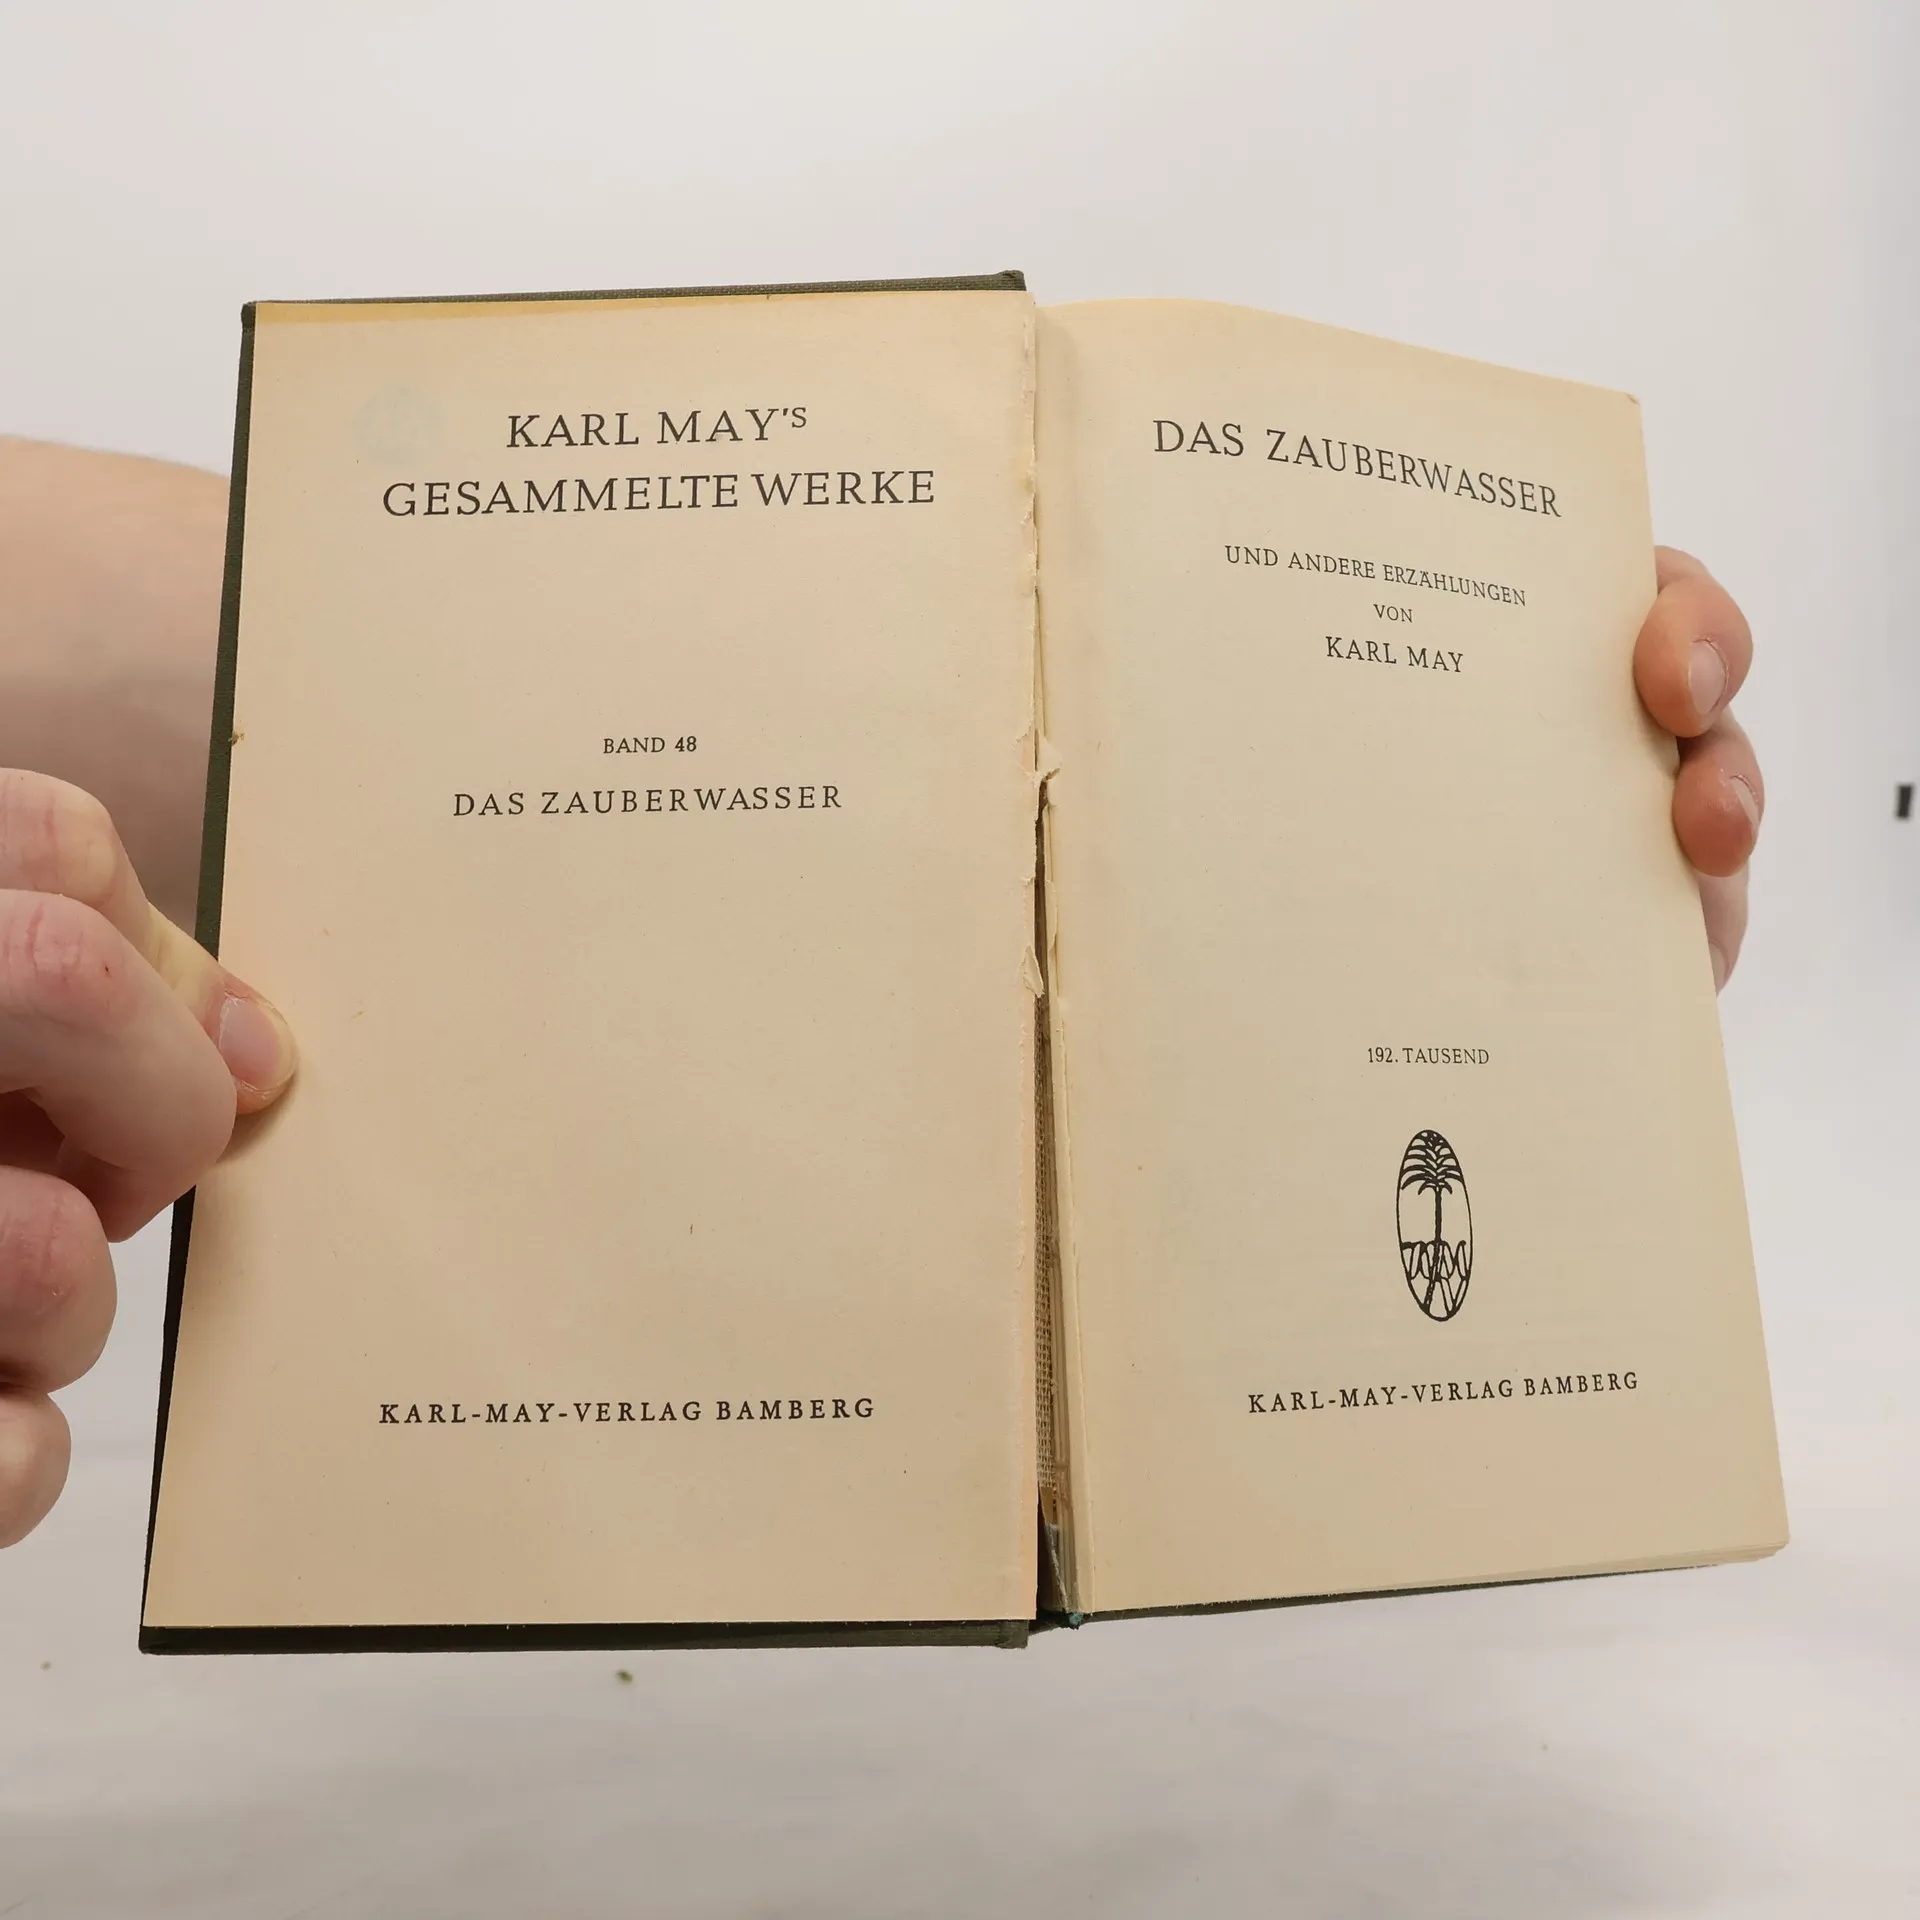 KARL MAY'S
GESAMMELTE WERKE
BAND 48
DAS ZAUBERWASSER
KARL-MAY-VERLAG BAMBERG
DAS ZAUBERWASSER
UND ANDERE ERZÄHLUNGEN
VON
KARL MAY
192. TAUSEND
KARL-MAY-VERLAG BAMBERG